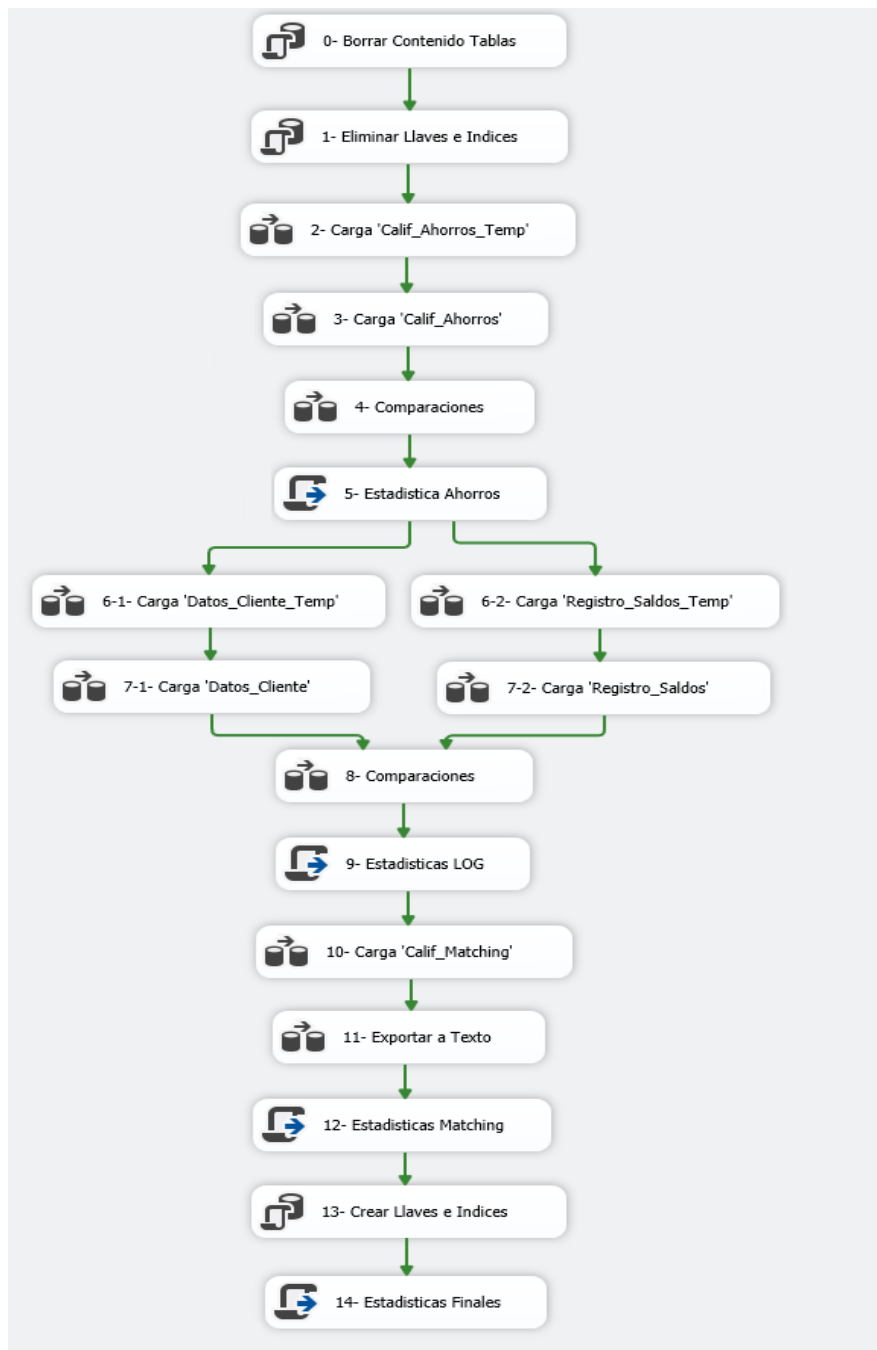 0- Borrar Contenido Tablas
1- Eliminar Llaves e Indices
2- Carga 'Calif_Ahorros_Temp'
3- Carga 'Calif_Ahorros'
4- Comparaciones
5- Estadistica Ahorros
6-1- Carga 'Datos_Cliente_Temp'
6-2- Carga 'Registro_Saldos_Temp'
7-1- Carga 'Datos_Cliente'
7-2- Carga 'Registro_Saldos'
8- Comparaciones
9- Estadisticas LOG
10- Carga 'Calif_Matching'
11- Exportar a Texto
12- Estadisticas Matching
13- Crear Llaves e Indices
14- Estadisticas Finales